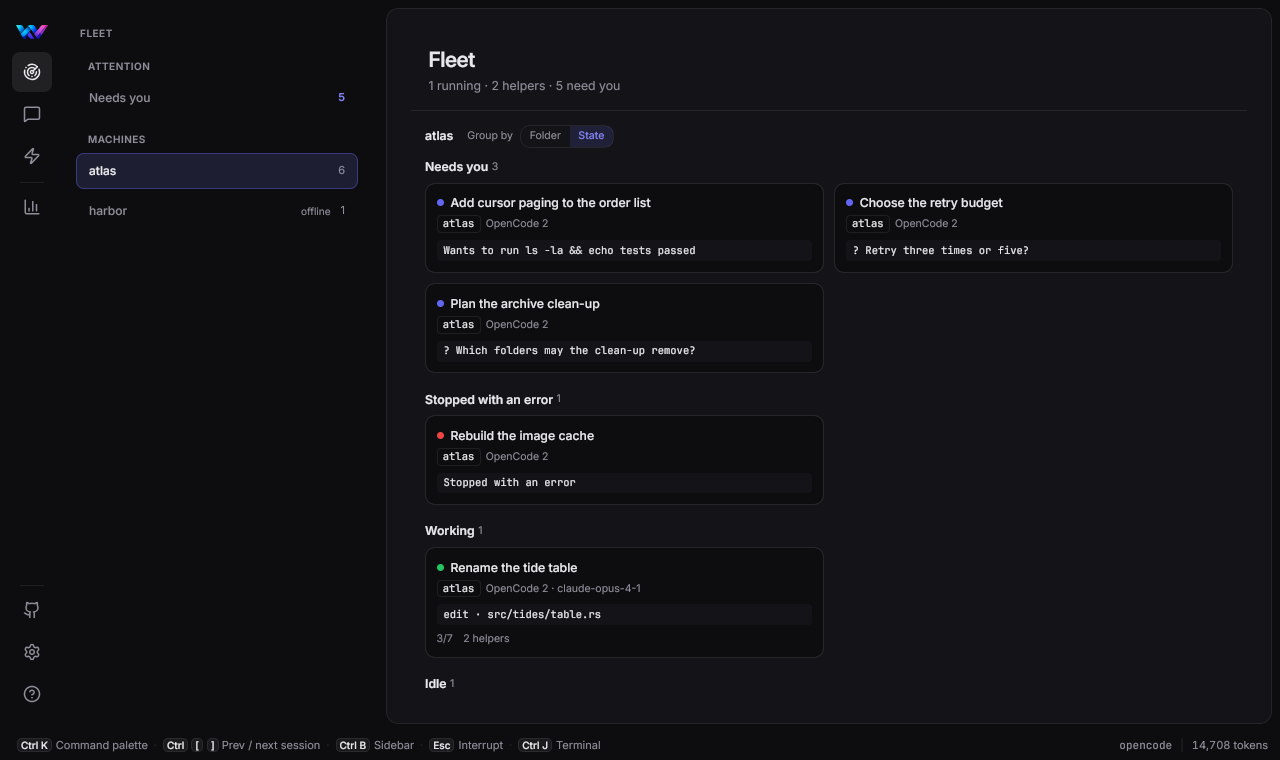 FLEET
ATTENTION
Needs you 5
MACHINES
atlas 6
harbor offline 1
Fleet
1 running · 2 helpers · 5 need you
atlas Group by Folder State
Needs you 3
Add cursor paging to the order list
atlas OpenCode 2
Wants to run ls -la && echo tests passed
Choose the retry budget
atlas OpenCode 2
? Retry three times or five?
Plan the archive clean-up
atlas OpenCode 2
? Which folders may the clean-up remove?
Stopped with an error 1
Rebuild the image cache
atlas OpenCode 2
Stopped with an error
Working 1
Rename the tide table
atlas OpenCode 2 · claude-opus-4-1
edit · src/tides/table.rs
3/7 2 helpers
Idle 1
Ctrl K Command palette · Ctrl [ ] Prev / next session · Ctrl B Sidebar · Esc Interrupt · Ctrl J Terminal opencode 14,708 tokens